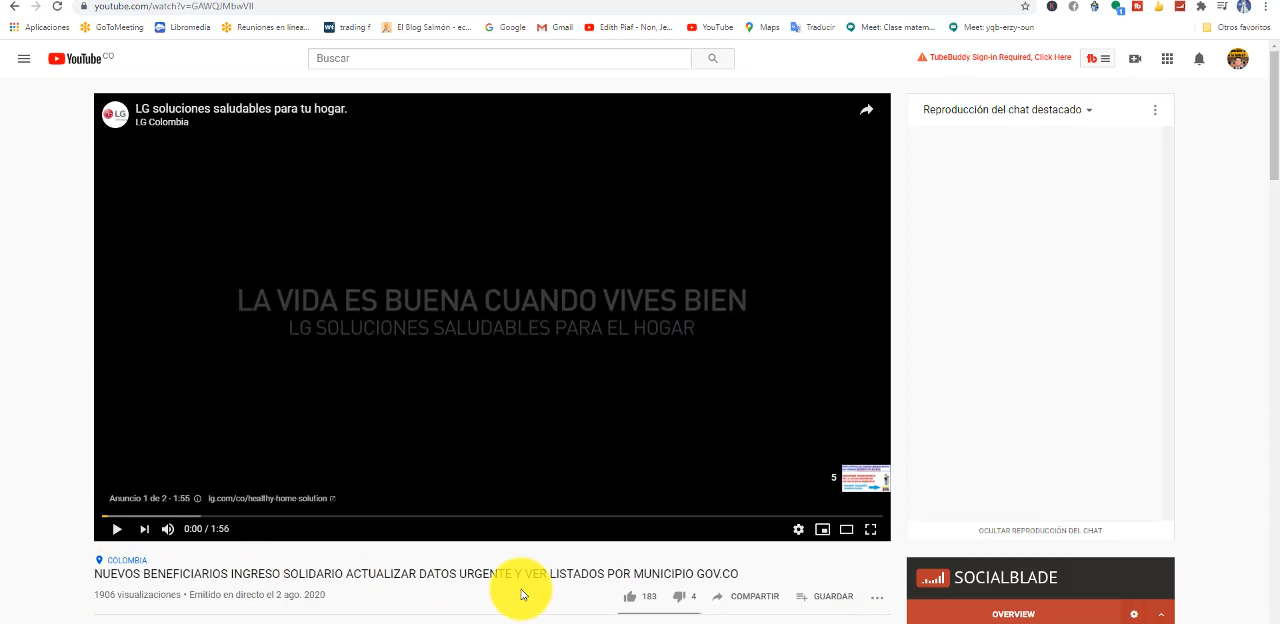 youtube.com/watch?v=GAWQJMbwVlI
Aplicaciones
GoToMeeting
Reuniones en línea...
Libromedia
trading f
El Blog Salmón - ec...
Google
Gmail
Edith Piaf - Non, Je...
YouTube
Maps
Traducir
Meet: Clase matem...
Meet: yqb-erzy-oun
Otros favoritos
YouTube CO
Buscar
TubeBuddy Sign-in Required, Click Here
LG soluciones saludables para tu hogar.
LG Colombia
Reproducción del chat destacado
LA VIDA ES BUENA CUANDO VIVES BIEN
LG SOLUCIONES SALUDABLES PARA EL HOGAR
5
Anuncio 1 de 2 - 1:55
lg.com/co/healthy-home-solution
0:00 / 1:56
OCULTAR REPRODUCCIÓN DEL CHAT
COLOMBIA
NUEVOS BENEFICIARIOS INGRESO SOLIDARIO ACTUALIZAR DATOS URGENTE Y VER LISTADOS POR MUNICIPIO GOV.CO
1906 visualizaciones • Emitido en directo el 2 ago. 2020
183
4
COMPARTIR
GUARDAR
SOCIALBLADE
OVERVIEW